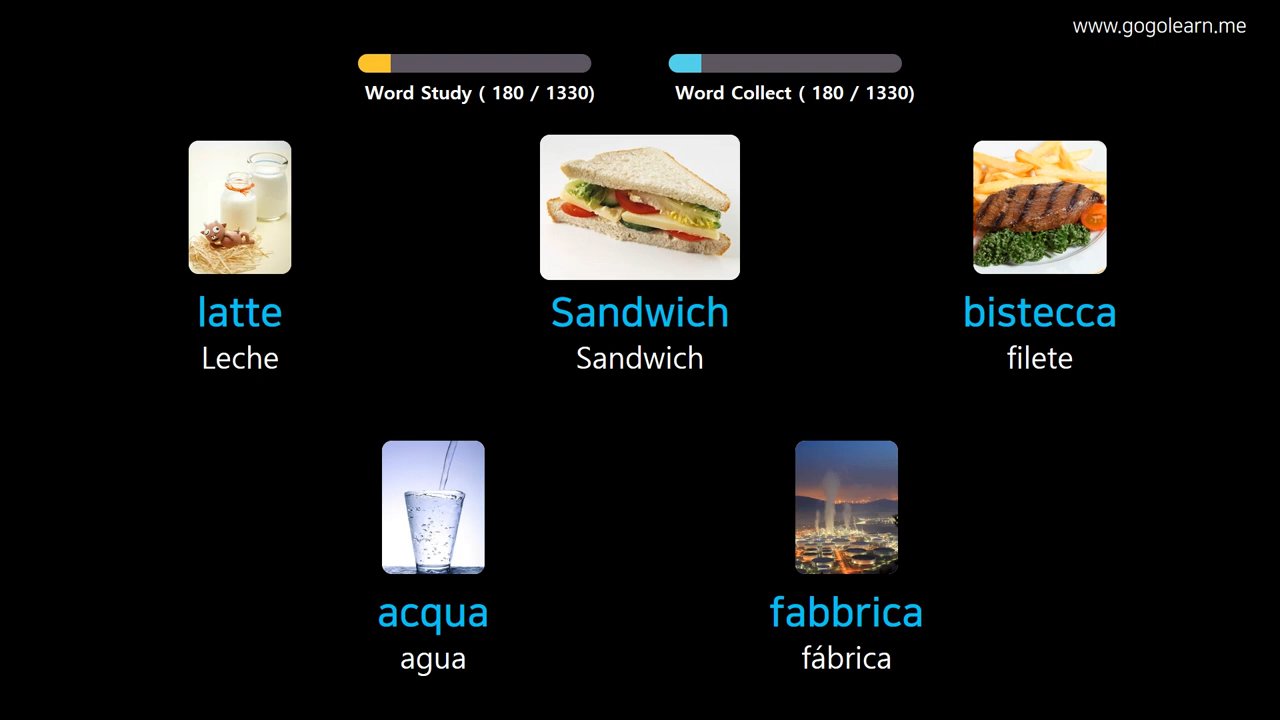 www.gogolearn.me
Word Study ( 180 / 1330)
Word Collect ( 180 / 1330)
latte
Leche
Sandwich
Sandwich
bistecca
filete
acqua
agua
fabbrica
fábrica